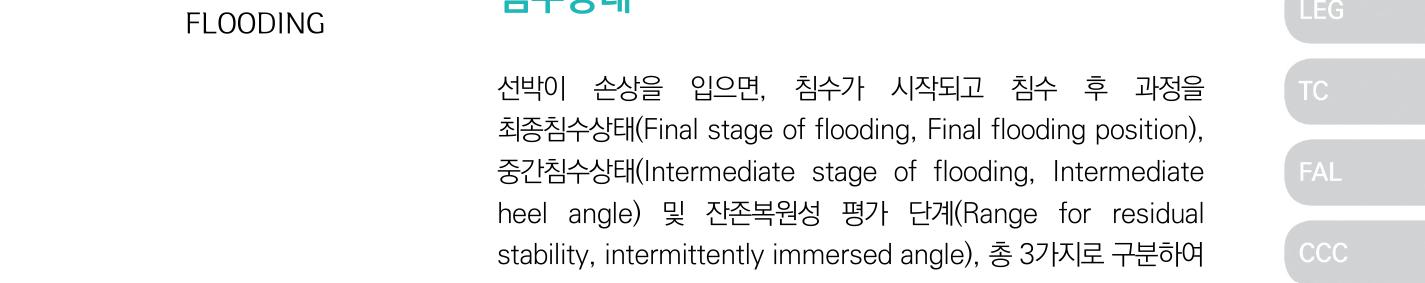 침수상태
FLOODING
선박이 손상을 입으면, 침수가 시작되고 침수 후 과정을
최종침수상태(Final stage of flooding, Final flooding position),
중간침수상태(Intermediate stage of flooding, Intermediate
heel angle) 및 잔존복원성 평가 단계(Range for residual
stability, intermittently immersed angle), 총 3가지로 구분하여
LEG
TC
FAL
CCC